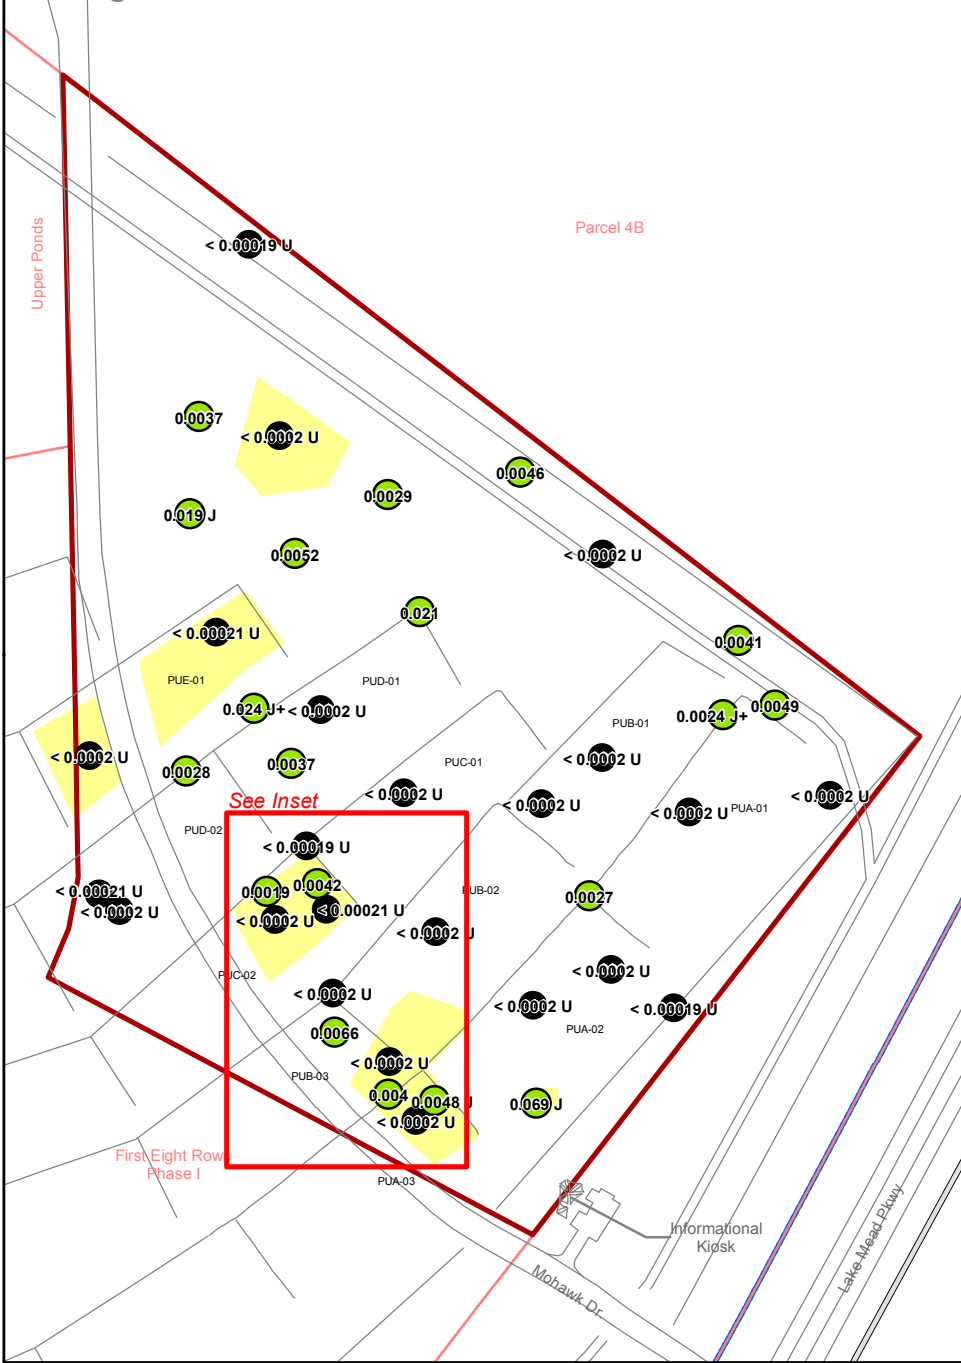 Parcel 4B
Upper Ponds
< 0.00019 U
0.0037
< 0.0002 U
0.0046
0.0029
0.019 J
0.0052
< 0.0002 U
0.021
< 0.00021 U
0.0041
PUE-01
PUD-01
0.024 J+
< 0.0002 U
0.0049
0.0024 J+
PUB-01
< 0.0002 U
< 0.0002 U
0.0037
0.0028
PUC-01
< 0.0002 U
< 0.0002 U
< 0.0002 U
PUA-01
< 0.0002 U
See Inset
PUD-02
< 0.00019 U
0.0042
0.0019
< 0.00021 U
PUB-02
0.0027
< 0.00021 U
< 0.0002 U
< 0.0002 U
< 0.0002 U
PUC-02
< 0.0002 U
< 0.0002 U
< 0.0002 U
< 0.00019 U
0.0066
PUA-02
< 0.0002 U
PUB-03
0.004
0.0048 J
0.069 J
< 0.0002 U
First Eight Rows
Phase I
PUA-03
Informational
Kiosk
Mohawk Dr
Lake Mead Pkwy